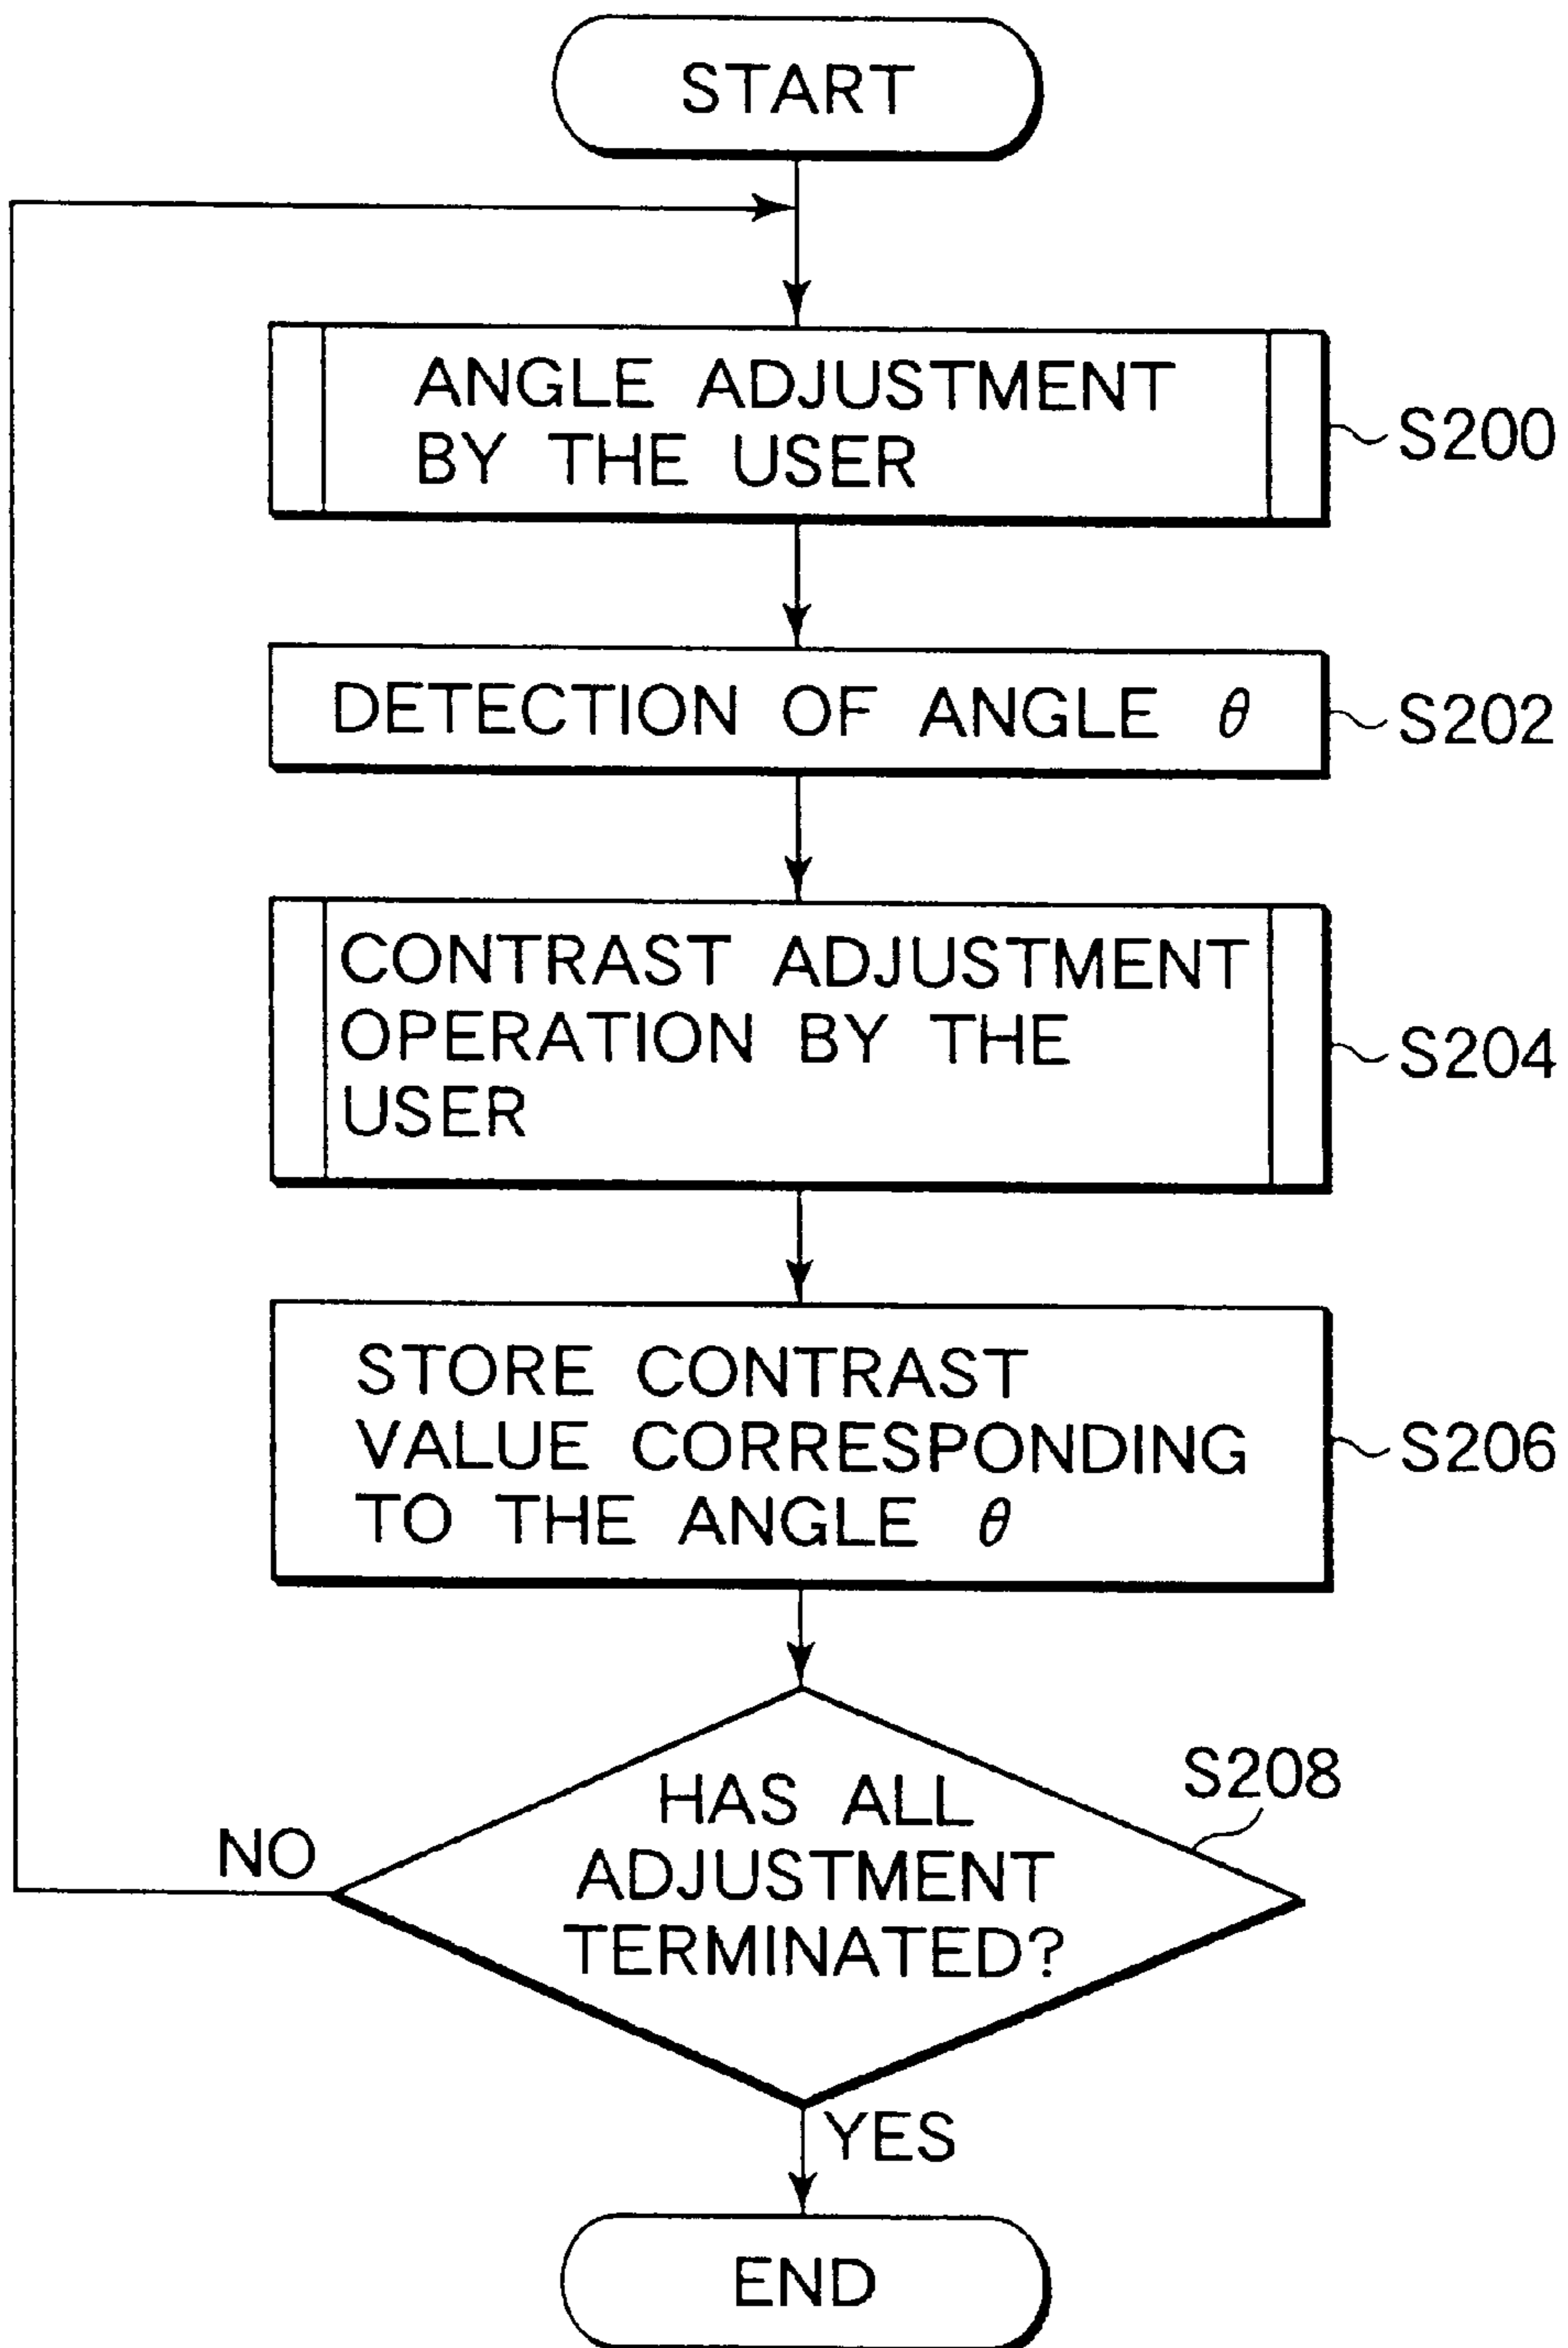 START
ANGLE ADJUSTMENT
BY THE USER
S200
DETECTION OF ANGLE θ
S202
CONTRAST ADJUSTMENT
OPERATION BY THE
USER
S204
STORE CONTRAST
VALUE CORRESPONDING
TO THE ANGLE θ
S206
S208
HAS ALL
ADJUSTMENT
TERMINATED?
NO
YES
END